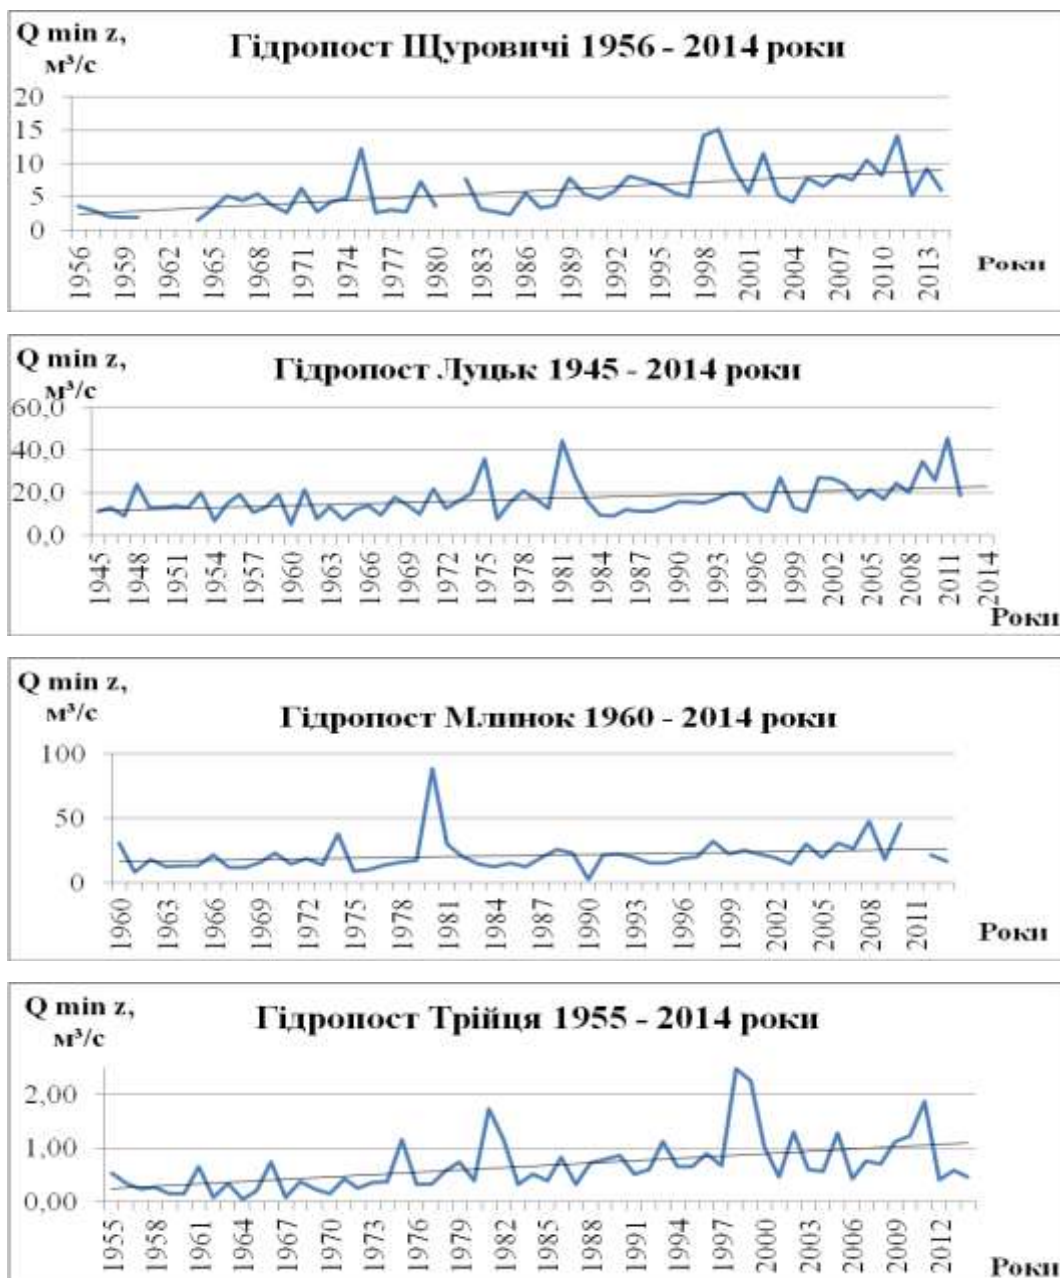 Q min z,
м³/с
Гідропост Щуровичі 1956 - 2014 роки
20
15
10
5
0
1956 1959 1962 1965 1968 1971 1974 1977 1980 1983 1986 1989 1992 1995 1998 2001 2004 2007 2010 2013
Роки
Q min z,
м³/с
Гідропост Луцьк 1945 - 2014 роки
60,0
40,0
20,0
0,0
1945 1948 1951 1954 1957 1960 1963 1966 1969 1972 1975 1978 1981 1984 1987 1990 1993 1996 1999 2002 2005 2008 2011 2014
Роки
Q min z,
м³/с
Гідропост Млинок 1960 - 2014 роки
100
50
0
1960 1963 1966 1969 1972 1975 1978 1981 1984 1987 1990 1993 1996 1999 2002 2005 2008 2011
Роки
Q min z,
м³/с
Гідропост Трійця 1955 - 2014 роки
2,00
1,00
0,00
1955 1958 1961 1964 1967 1970 1973 1976 1979 1982 1985 1988 1991 1994 1997 2000 2003 2006 2009 2012
Роки